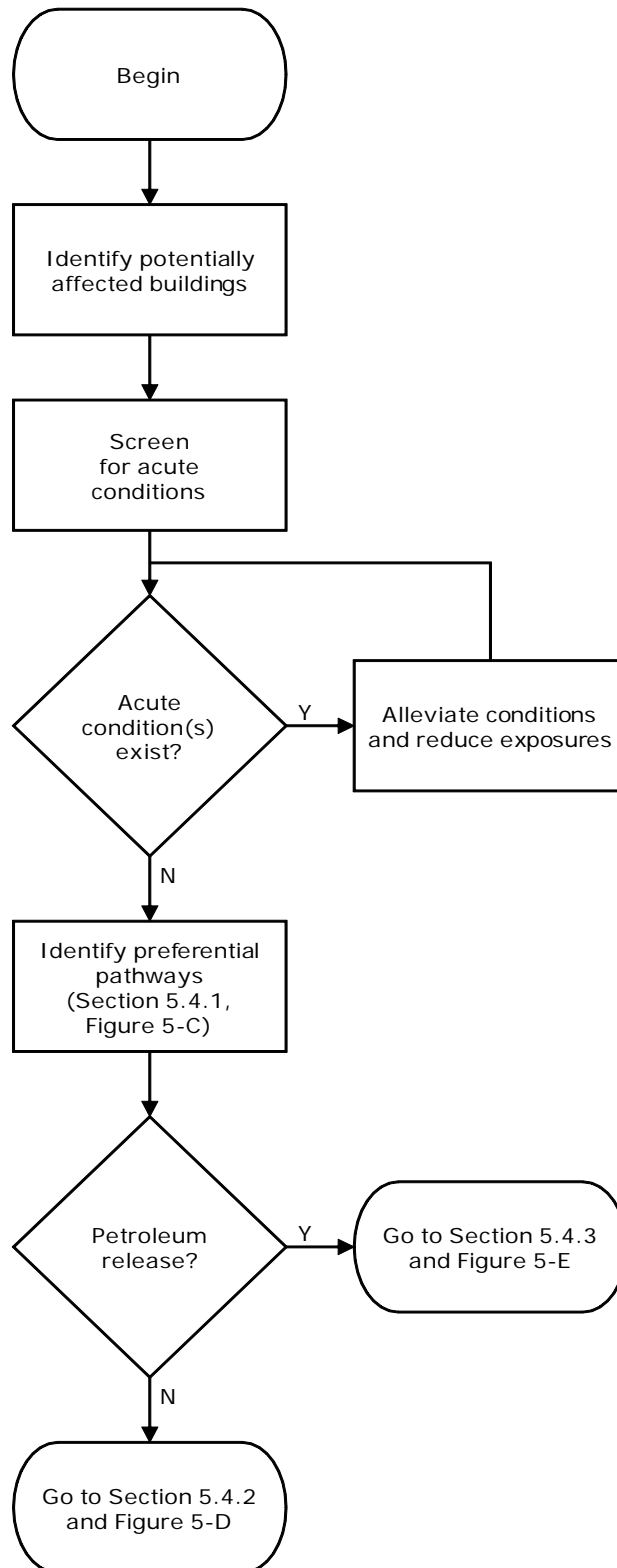 Begin
Identify potentially
affected buildings
Screen
for acute
conditions
Acute
condition(s)
exist?
Y
Alleviate conditions
and reduce exposures
N
Identify preferential
pathways
(Section 5.4.1,
Figure 5-C)
Petroleum
release?
Y
Go to Section 5.4.3
and Figure 5-E
N
Go to Section 5.4.2
and Figure 5-D